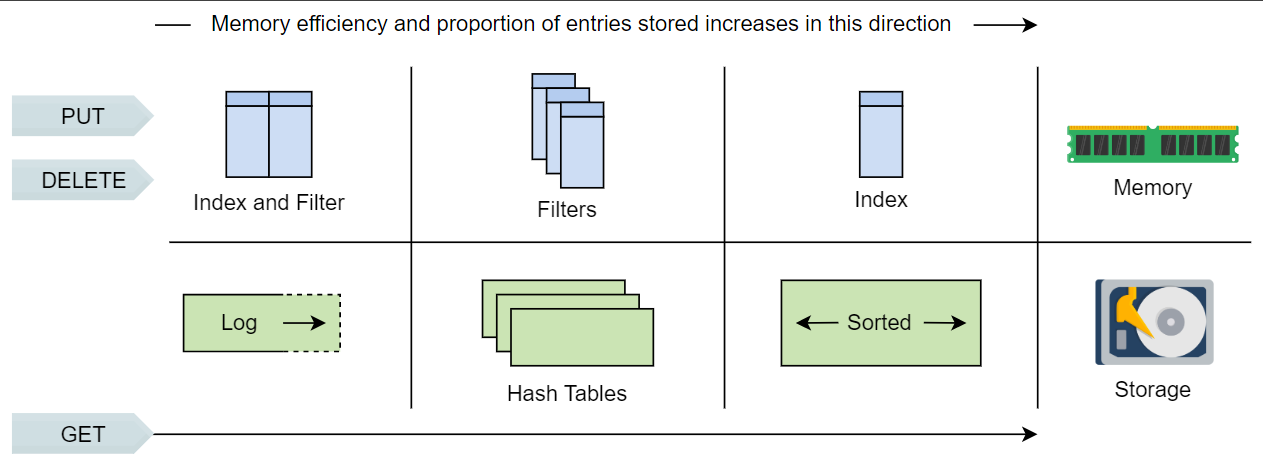 Memory efficiency and proportion of entries stored increases in this direction
PUT
DELETE
Index and Filter
Filters
Index
Memory
Log
Sorted
Hash Tables
Storage
GET